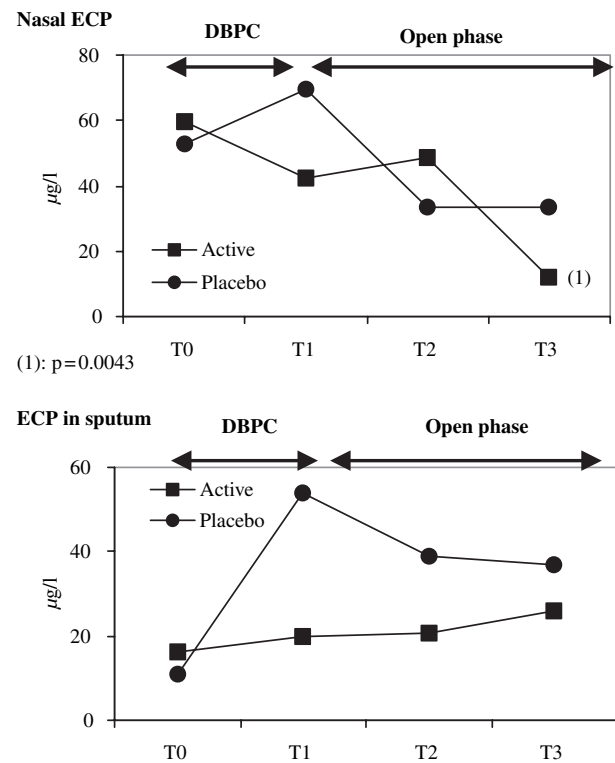 Nasal ECP
DBPC
Open phase
80
60
40
20
0
µg/l
Active
Placebo
(1)
T0
T1
T2
T3
(1): p=0.0043
ECP in sputum
DBPC
Open phase
60
40
20
0
µg/l
Active
Placebo
T0
T1
T2
T3